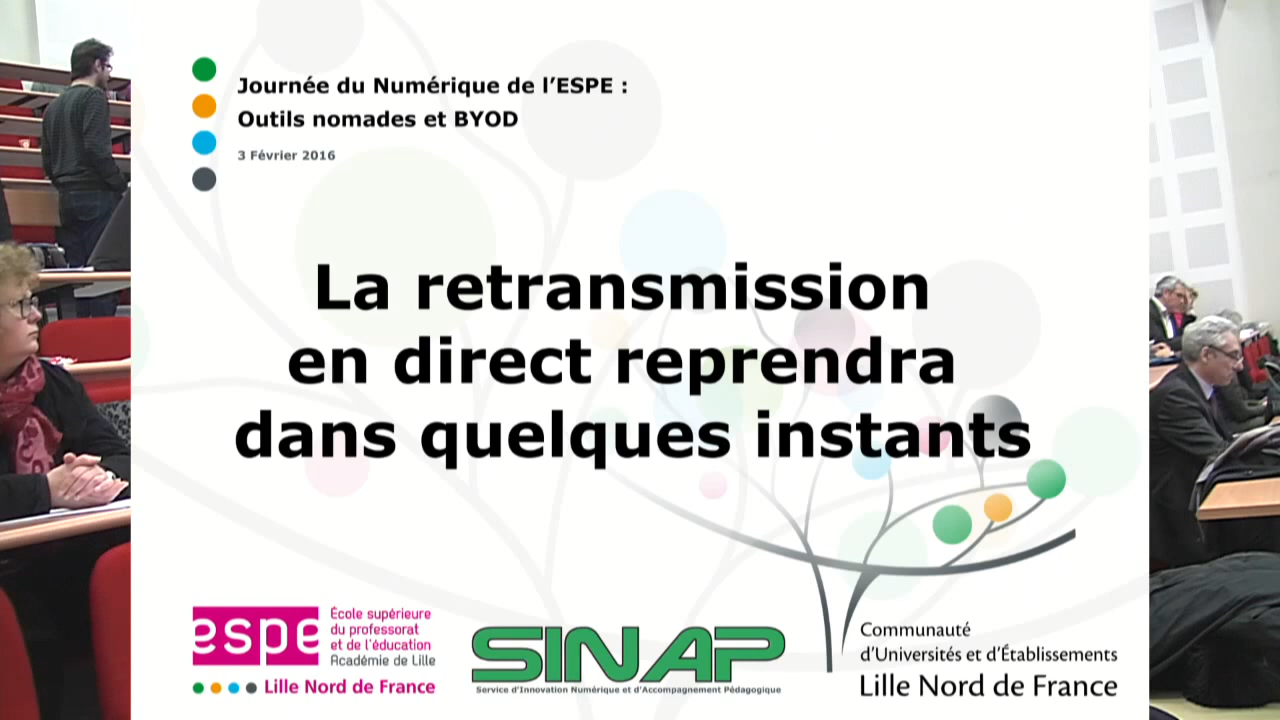 Journée du Numérique de l'ESPE :
Outils nomades et BYOD
3 Février 2016
La retransmission
en direct reprendra
dans quelques instants
espe
École supérieure
du professorat
et de l'éducation
Académie de Lille
Lille Nord de France
SINAP
Service d'Innovation Numérique et d'Accompagnement Pédagogique
Communauté
d'Universités et d'Établissements
Lille Nord de France